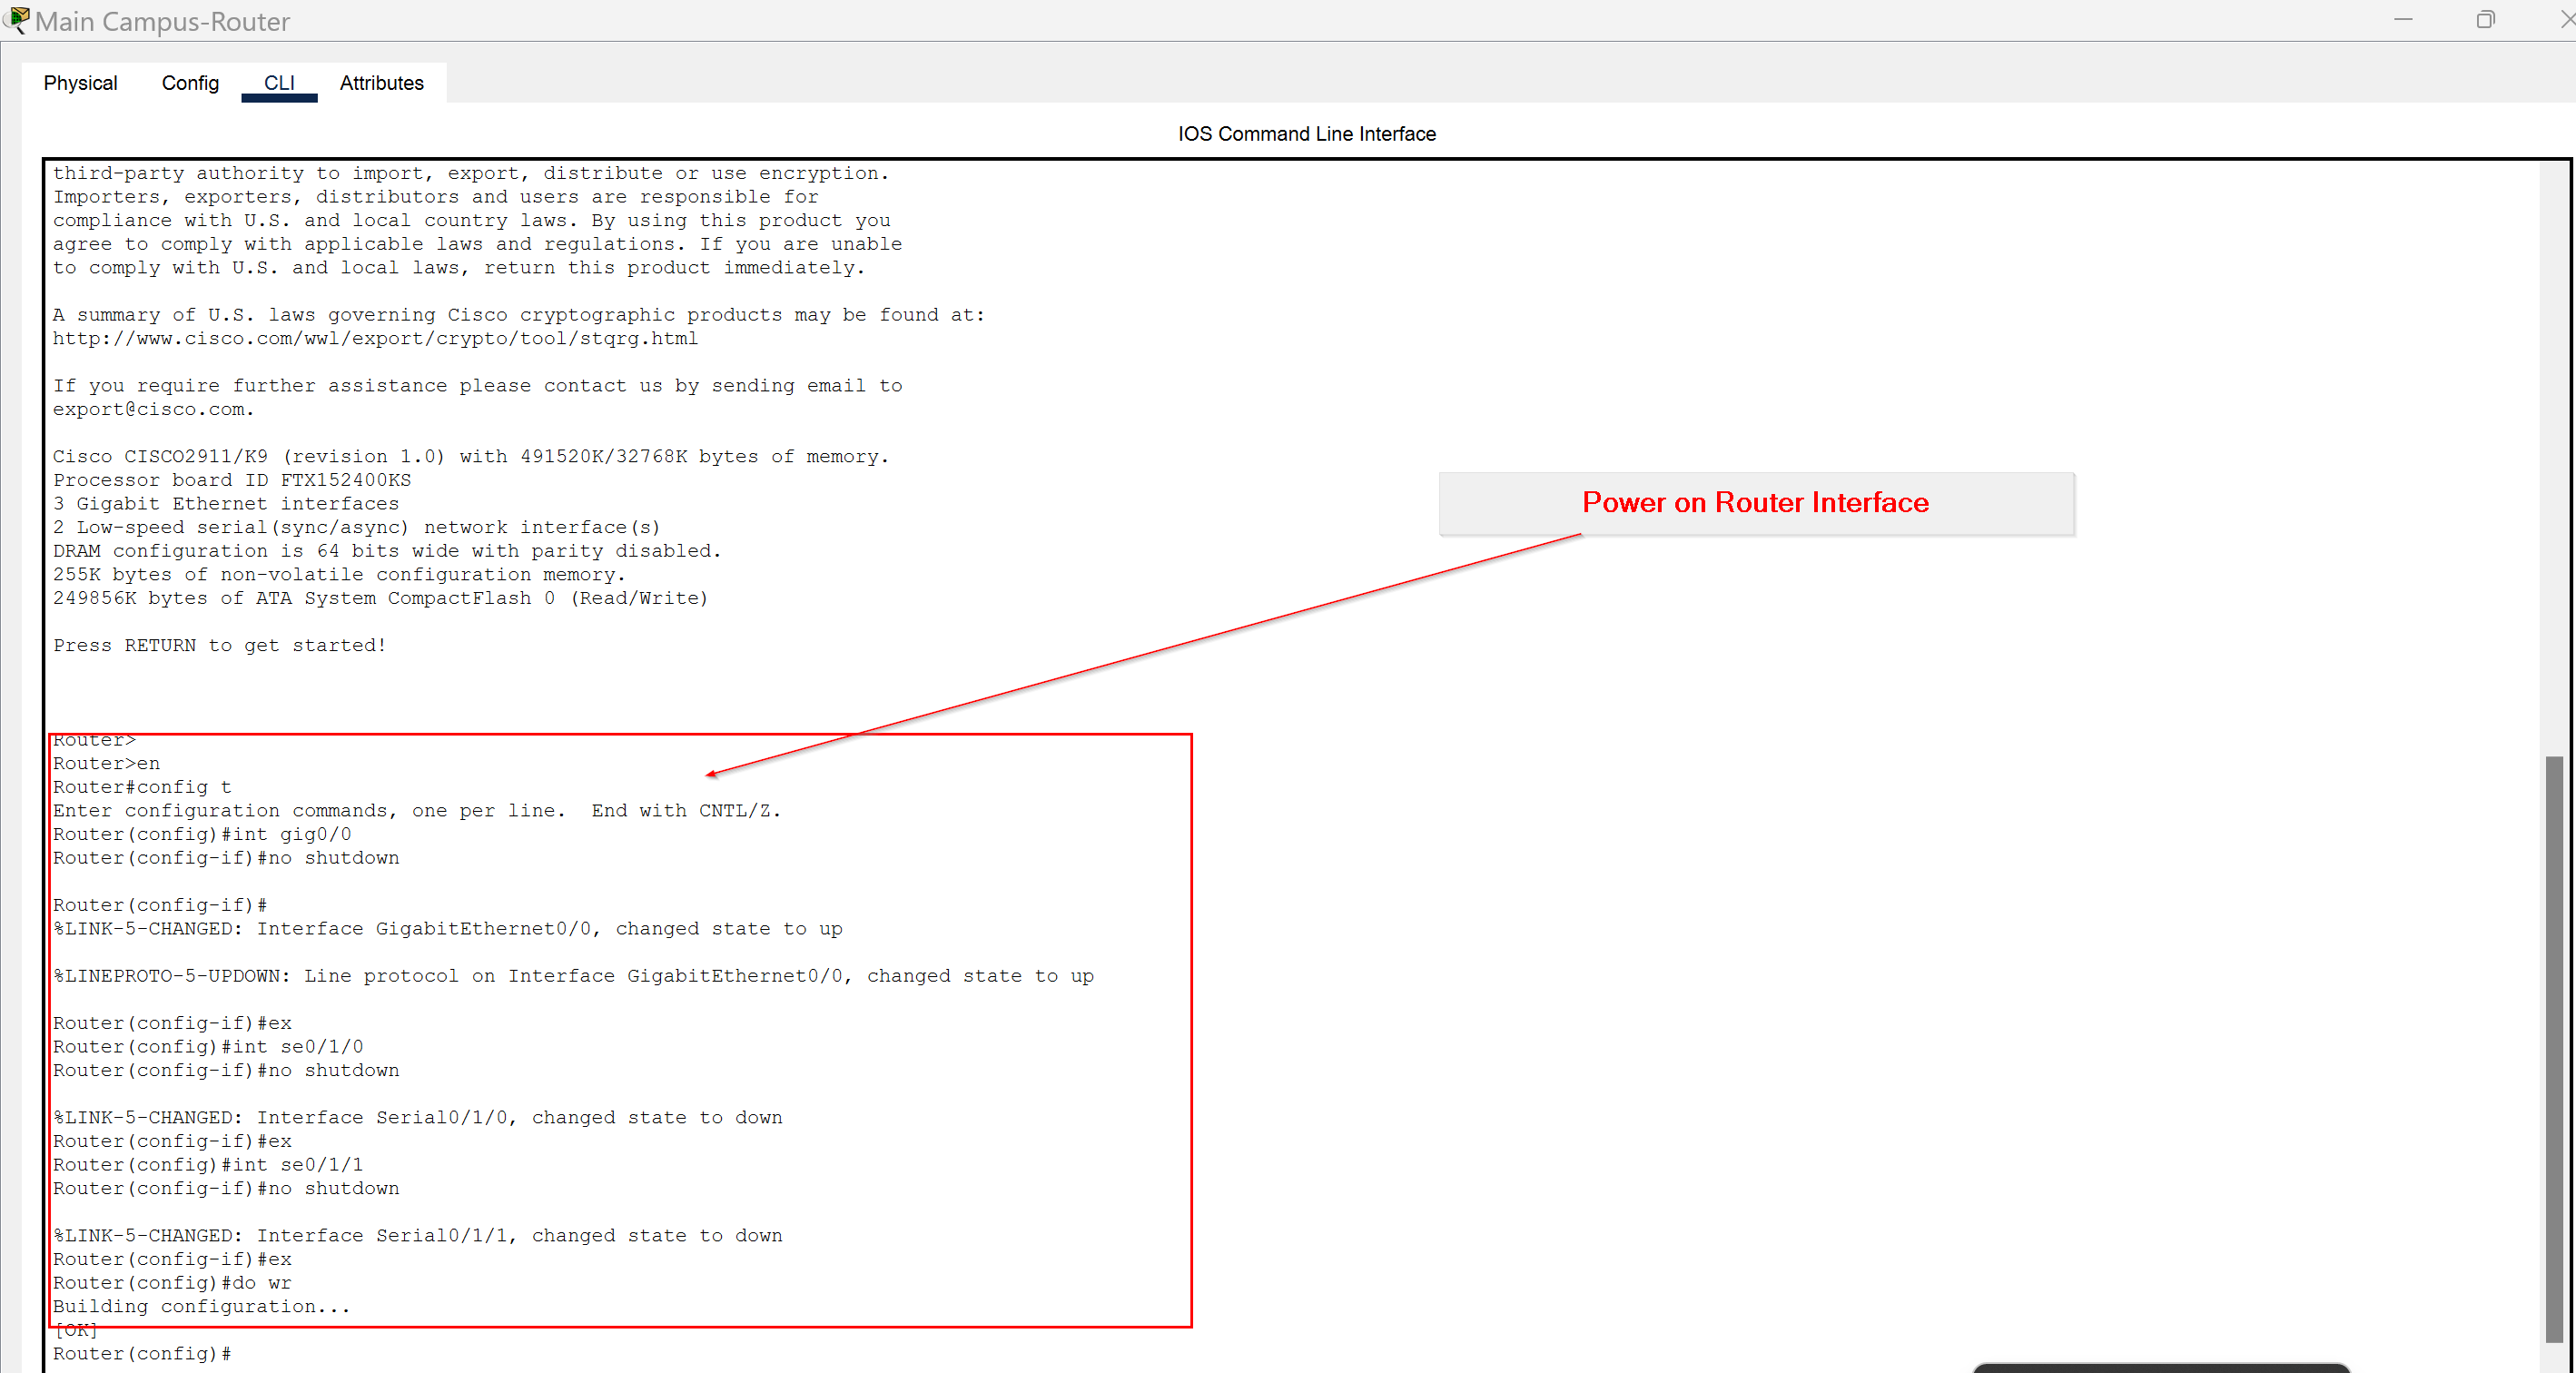 Main Campus-Router
Physical Config CLI Attributes
IOS Command Line Interface
third-party authority to import, export, distribute or use encryption.
Importers, exporters, distributors and users are responsible for
compliance with U.S. and local country laws. By using this product you
agree to comply with applicable laws and regulations. If you are unable
to comply with U.S. and local laws, return this product immediately.
A summary of U.S. laws governing Cisco cryptographic products may be found at:
http://www.cisco.com/wwl/export/crypto/tool/stqrg.html
If you require further assistance please contact us by sending email to
export@cisco.com.
Cisco CISCO2911/K9 (revision 1.0) with 491520K/32768K bytes of memory.
Processor board ID FTX152400KS
3 Gigabit Ethernet interfaces
2 Low-speed serial(sync/async) network interface(s)
DRAM configuration is 64 bits wide with parity disabled.
255K bytes of non-volatile configuration memory.
249856K bytes of ATA System CompactFlash 0 (Read/Write)
Press RETURN to get started!
Power on Router Interface
Router>
Router>en
Router#config t
Enter configuration commands, one per line.  End with CNTL/Z.
Router(config)#int gig0/0
Router(config-if)#no shutdown
Router(config-if)#
%LINK-5-CHANGED: Interface GigabitEthernet0/0, changed state to up
%LINEPROTO-5-UPDOWN: Line protocol on Interface GigabitEthernet0/0, changed state to up
Router(config-if)#ex
Router(config)#int se0/1/0
Router(config-if)#no shutdown
%LINK-5-CHANGED: Interface Serial0/1/0, changed state to down
Router(config-if)#ex
Router(config)#int se0/1/1
Router(config-if)#no shutdown
%LINK-5-CHANGED: Interface Serial0/1/1, changed state to down
Router(config-if)#ex
Router(config)#do wr
Building configuration...
[OK]
Router(config)#